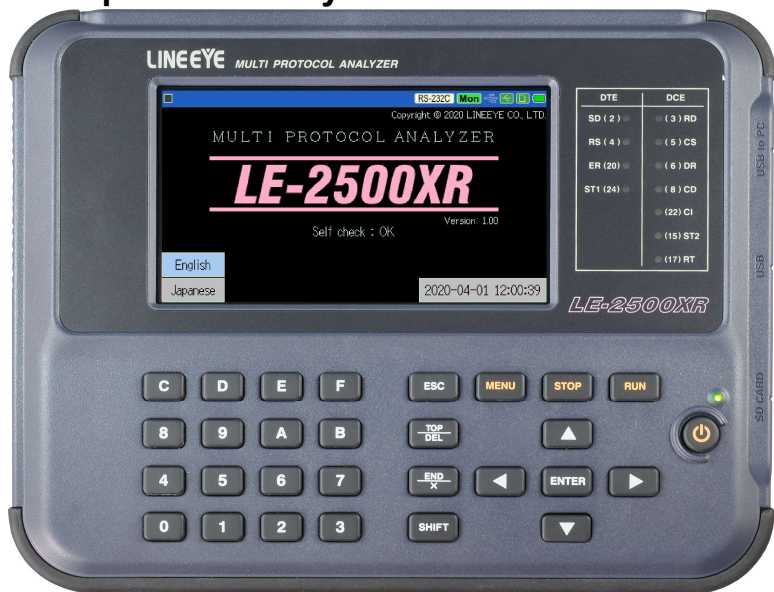 LINEEYE MULTI PROTOCOL ANALYZER
RS-232C Mon
Copyright © 2020 LINEEYE CO., LTD.
MULTI PROTOCOL ANALYZER
LE-2500XR
Version: 1.00
Self check : OK
English
Japanese
2020-04-01 12:00:39
DTE DCE
SD ( 2 ) ( 3 ) RD
RS ( 4 ) ( 5 ) CS
ER (20) ( 6 ) DR
ST1 (24) ( 8 ) CD
(22) CI
(15) ST2
(17) RT
LE-2500XR
USB to PC
USB
SD CARD
C D E F ESC MENU STOP RUN
8 9 A B TOP
DEL
4 5 6 7 END
×
ENTER
0 1 2 3 SHIFT